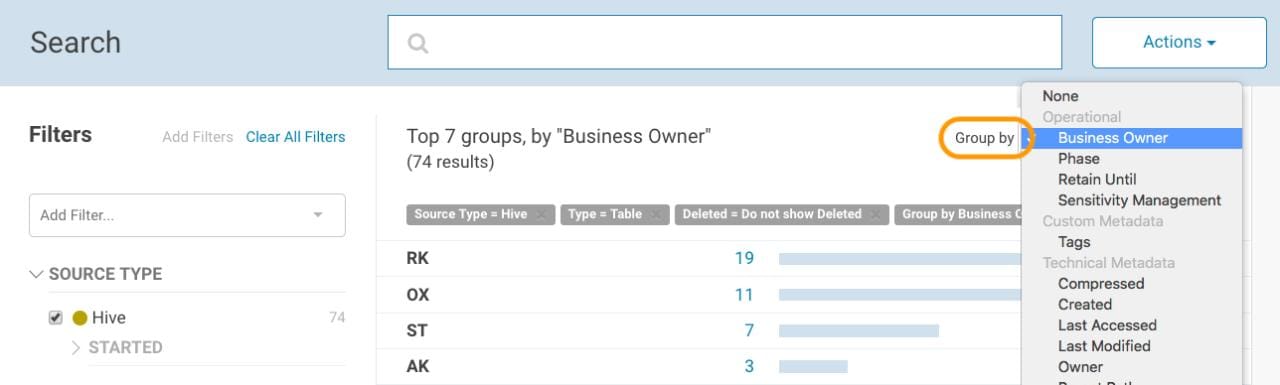 Search
Actions
Filters
Add Filters
Clear All Filters
Add Filter...
SOURCE TYPE
Hive 74
STARTED
Top 7 groups, by "Business Owner"
(74 results)
Group by
Source Type = Hive × Type = Table × Deleted = Do not show Deleted × Group by Business
RK 19
OX 11
ST 7
AK 3
None
Operational
Business Owner
Phase
Retain Until
Sensitivity Management
Custom Metadata
Tags
Technical Metadata
Compressed
Created
Last Accessed
Last Modified
Owner